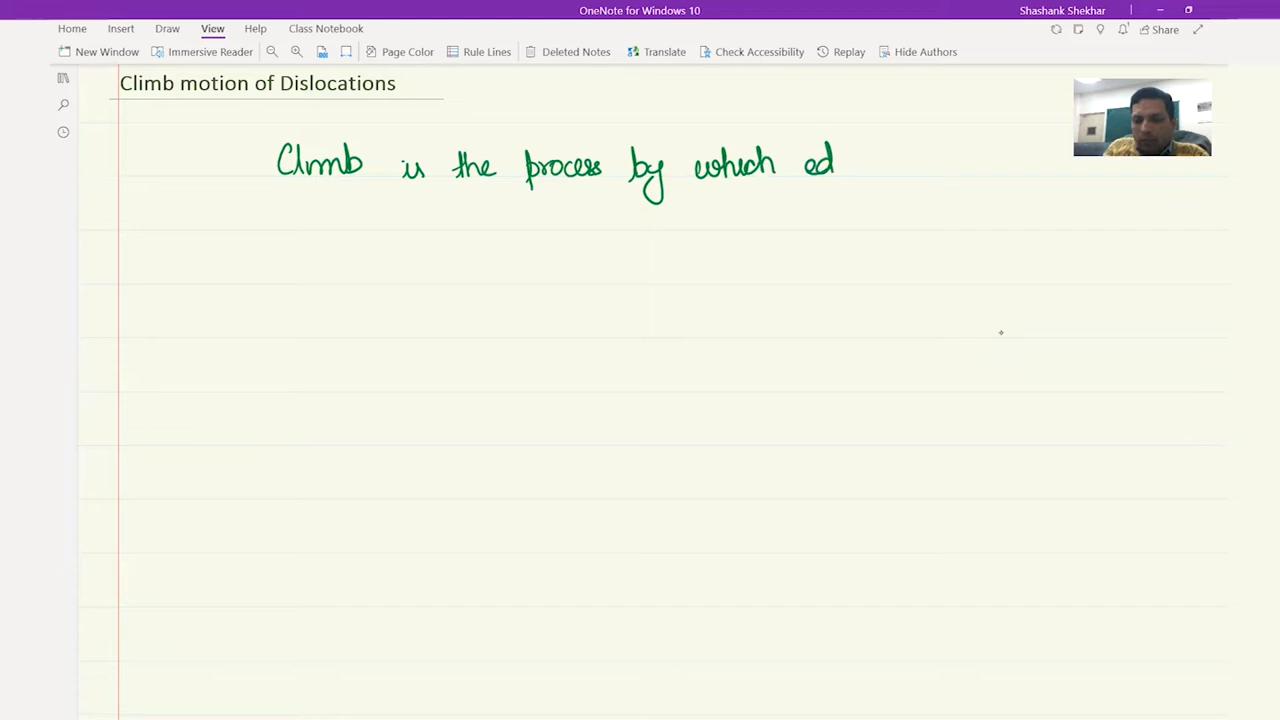 OneNote for Windows 10
Shashank Shekhar
Home Insert Draw View Help Class Notebook
Share
New Window Immersive Reader Page Color Rule Lines Deleted Notes Translate Check Accessibility Replay Hide Authors
Climb motion of Dislocations
Climb is the process by which ed